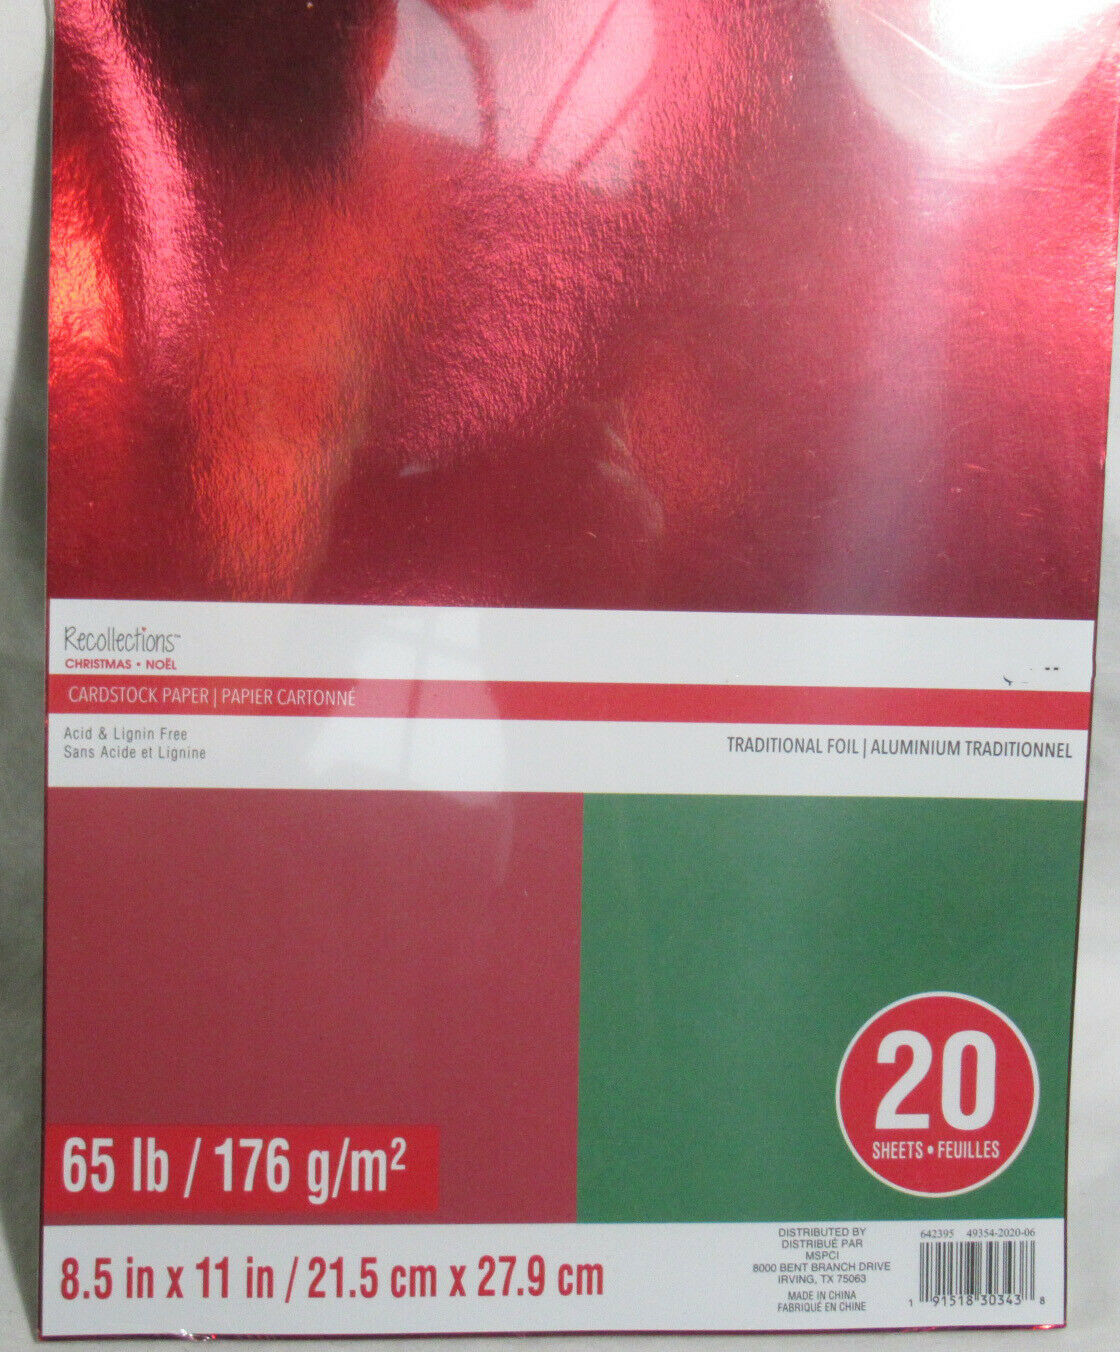 Recollections™
CHRISTMAS • NOËL
CARDSTOCK PAPER | PAPIER CARTONNÉ
Acid & Lignin Free
Sans Acide et Lignine
TRADITIONAL FOIL | ALUMINIUM TRADITIONNEL
20
SHEETS • FEUILLES
65 lb / 176 g/m²
8.5 in x 11 in / 21.5 cm x 27.9 cm
DISTRIBUTED BY
DISTRIBUÉ PAR
MSPCI
8000 BENT BRANCH DRIVE
IRVING, TX 75063
MADE IN CHINA
FABRIQUÉ EN CHINE
642395 49354-2020-06
1 91518 30343 8